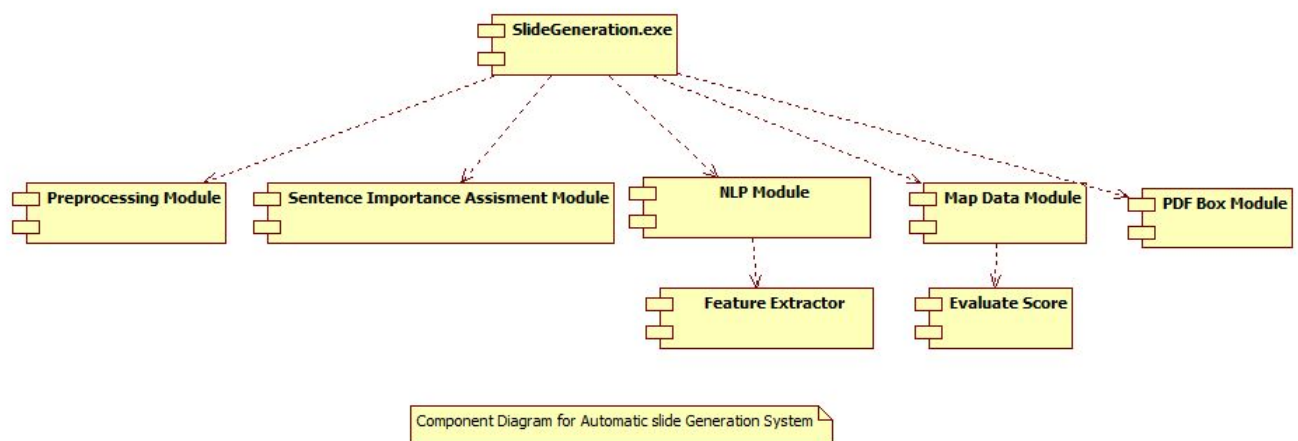 SlideGeneration.exe
Preprocessing Module
Sentence Importance Assisment Module
NLP Module
Map Data Module
PDF Box Module
Feature Extractor
Evaluate Score
Component Diagram for Automatic slide Generation System